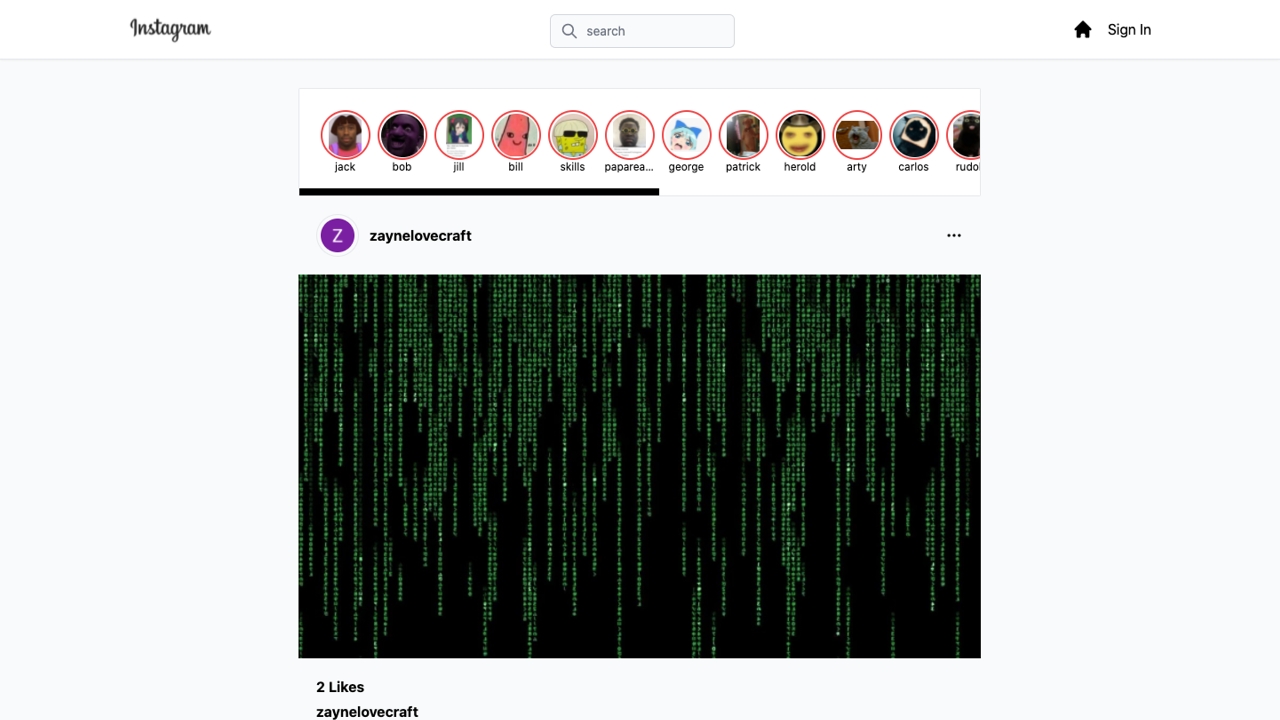 Instagram
search
Sign In
jack
bob
jill
bill
skills
paparea...
george
patrick
herold
arty
carlos
rudo
Z
zaynelovecraft
2 Likes
zaynelovecraft